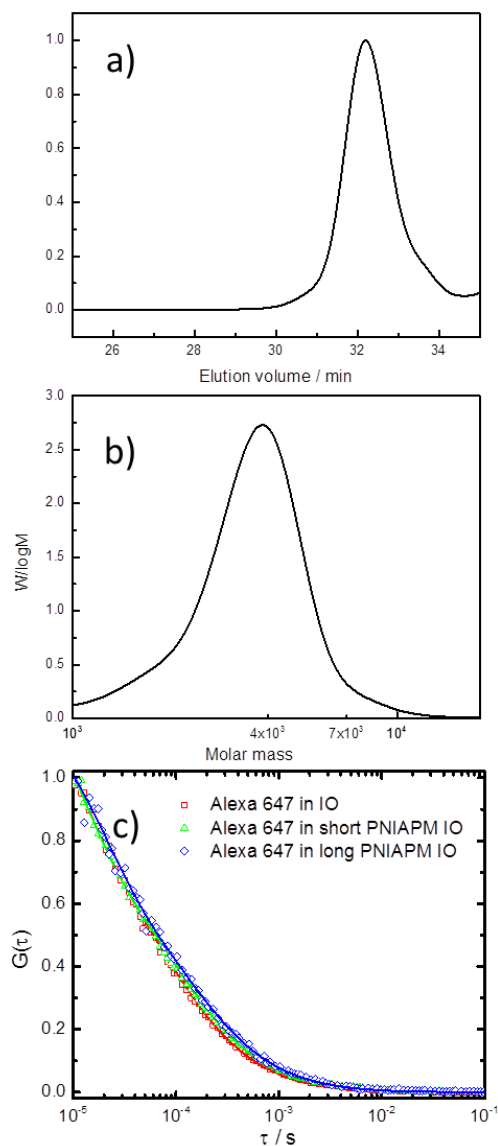 a)
1.0
0.8
0.6
0.4
0.2
0.0
26 28 30 32 34
Elution volume / min
b)
3.0
2.5
2.0
1.5
1.0
0.5
0.0
W/logM
10³ 4x10³ 7x10³ 10⁴
Molar mass
c)
Alexa 647 in IO
Alexa 647 in short PNIAPM IO
Alexa 647 in long PNIAPM IO
1.0
0.8
0.6
0.4
0.2
0.0
G(τ)
10⁻⁵ 10⁻⁴ 10⁻³ 10⁻² 10⁻¹
τ / s